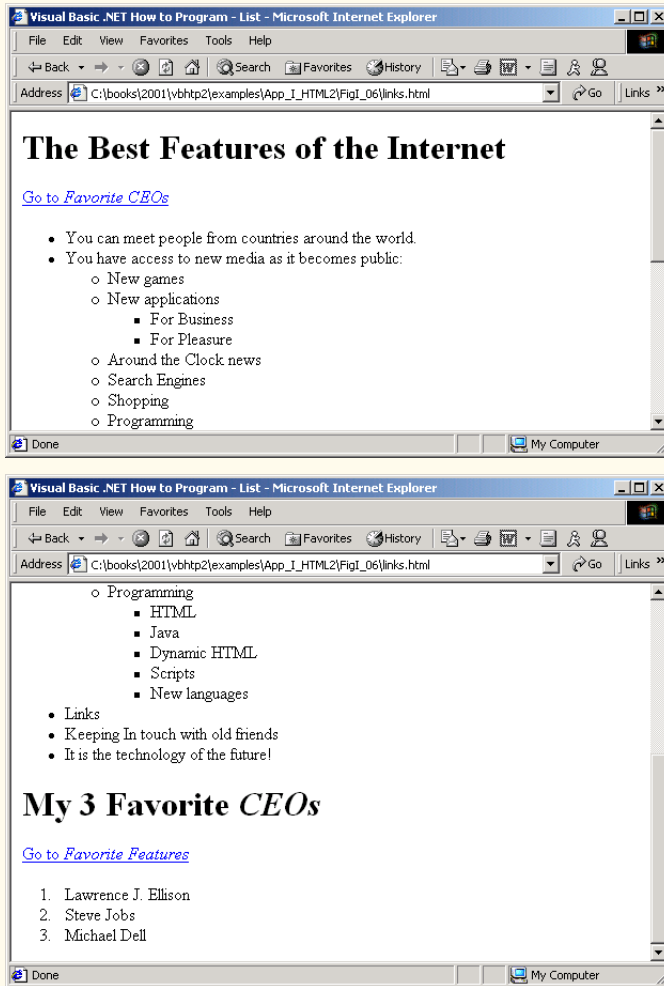 Visual Basic .NET How to Program - List - Microsoft Internet Explorer
File Edit View Favorites Tools Help
Back Search Favorites History
Address C:\books\2001\vbhtp2\examples\App_I_HTML2\FigI_06\links.html Go Links »
The Best Features of the Internet
Go to Favorite CEOs
You can meet people from countries around the world.
You have access to new media as it becomes public:
New games
New applications
For Business
For Pleasure
Around the Clock news
Search Engines
Shopping
Programming
Done My Computer
Visual Basic .NET How to Program - List - Microsoft Internet Explorer
File Edit View Favorites Tools Help
Back Search Favorites History
Address C:\books\2001\vbhtp2\examples\App_I_HTML2\FigI_06\links.html Go Links »
Programming
HTML
Java
Dynamic HTML
Scripts
New languages
Links
Keeping In touch with old friends
It is the technology of the future!
My 3 Favorite CEOs
Go to Favorite Features
1. Lawrence J. Ellison
2. Steve Jobs
3. Michael Dell
Done My Computer